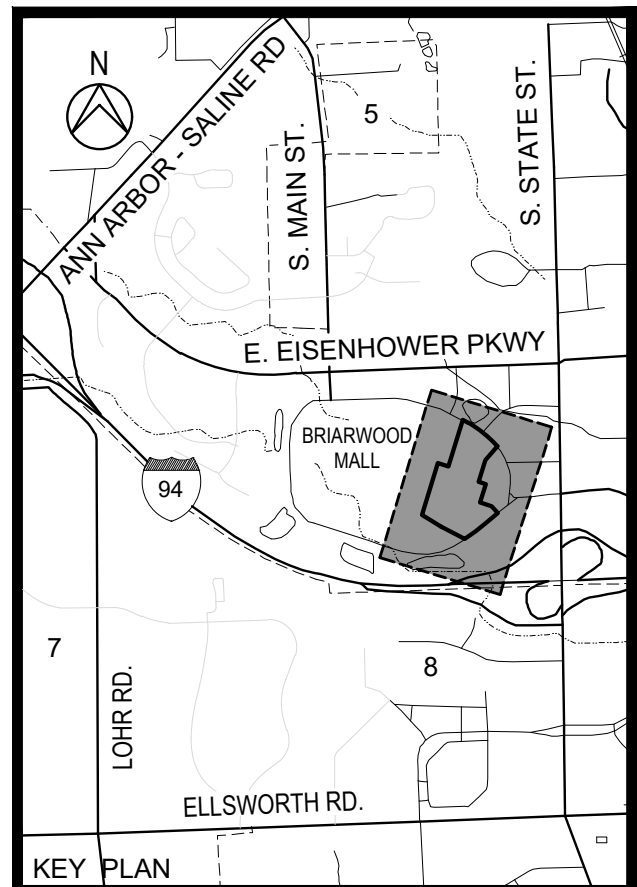 N
ANN ARBOR - SALINE RD
S. MAIN ST.
5
S. STATE ST.
E. EISENHOWER PKWY
BRIARWOOD
MALL
94
7
LOHR RD.
8
ELLSWORTH RD.
KEY PLAN